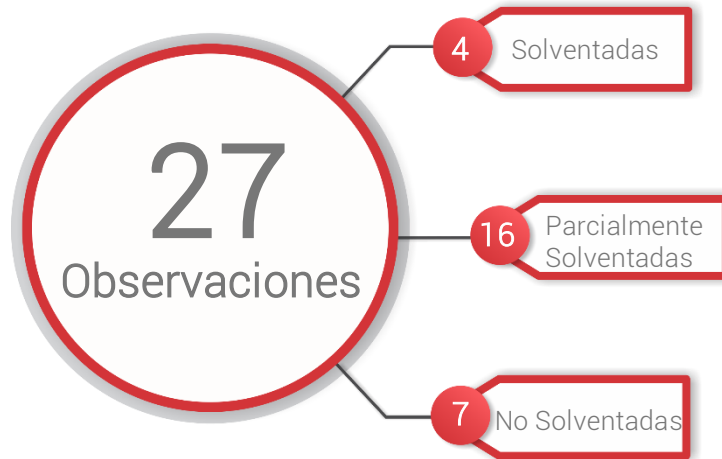 27
Observaciones
4
Solventadas
16
Parcialmente
Solventadas
7
No Solventadas